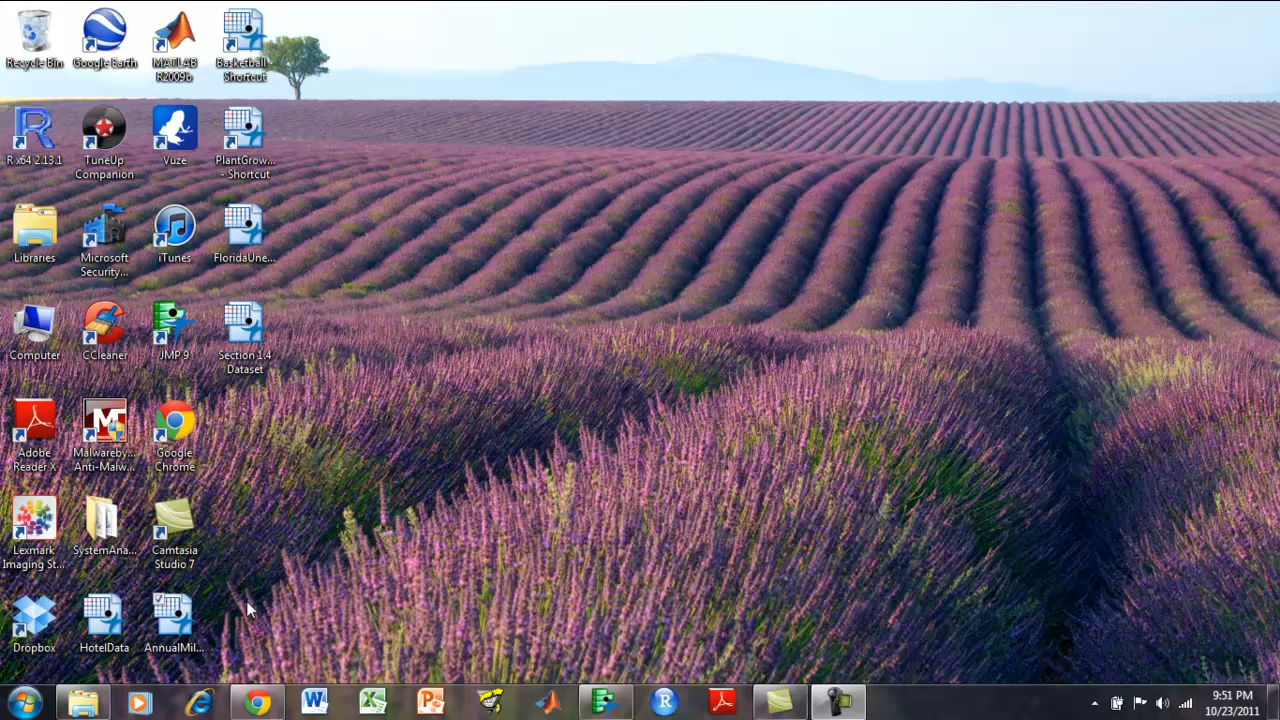 Recycle Bin
Google Earth
MATLAB
R2009b
Basketball -
Shortcut
R x64 2.13.1
TuneUp
Companion
Vuze
PlantGrow...
- Shortcut
Libraries
Microsoft
Security...
iTunes
FloridaUne...
Computer
CCleaner
JMP 9
Section 1.4
Dataset
Adobe
Reader X
Malwareby...
Anti-Malw...
Google
Chrome
Lexmark
Imaging St...
SystemAna...
Camtasia
Studio 7
Dropbox
HotelData
AnnualMil...
9:51 PM
10/23/2011